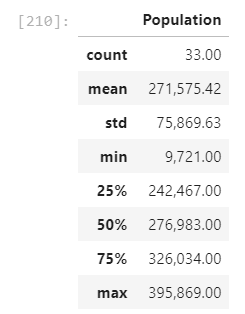 [210]: Population
count 33.00
mean 271,575.42
std 75,869.63
min 9,721.00
25% 242,467.00
50% 276,983.00
75% 326,034.00
max 395,869.00